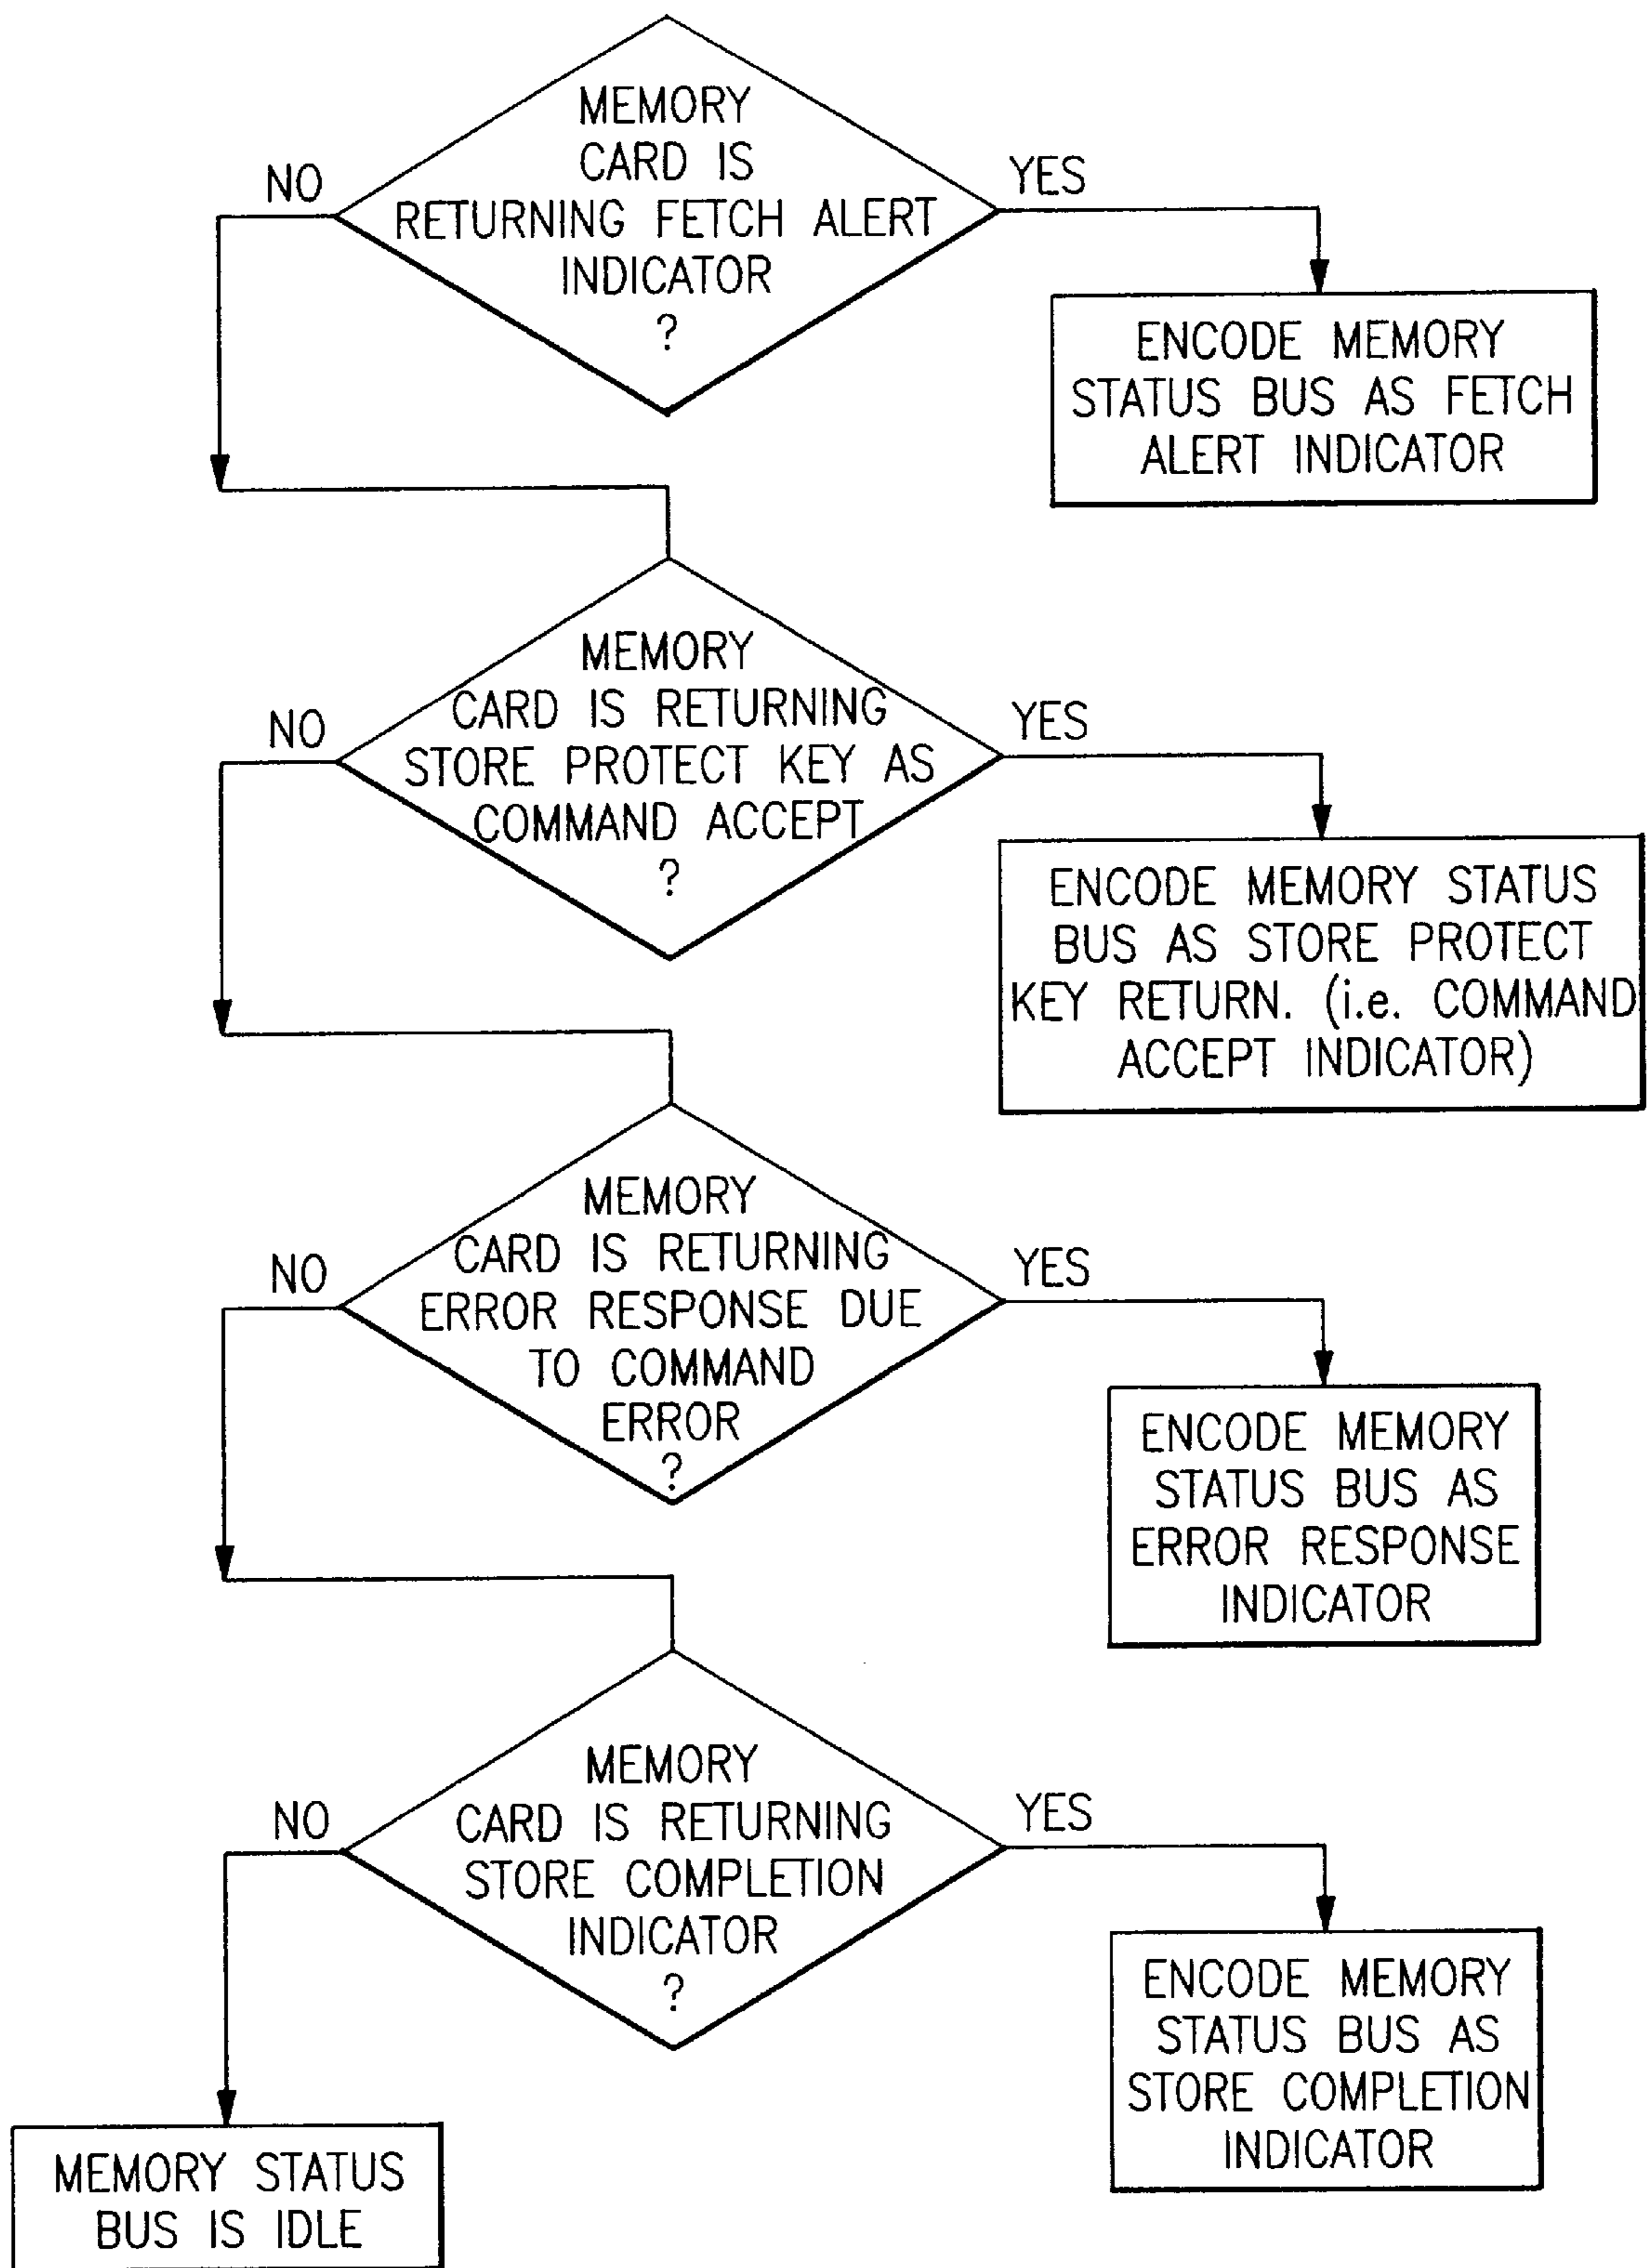 MEMORY
CARD IS
RETURNING FETCH ALERT
INDICATOR
?
NO
YES
ENCODE MEMORY
STATUS BUS AS FETCH
ALERT INDICATOR
MEMORY
CARD IS RETURNING
STORE PROTECT KEY AS
COMMAND ACCEPT
?
NO
YES
ENCODE MEMORY STATUS
BUS AS STORE PROTECT
KEY RETURN. (i.e. COMMAND
ACCEPT INDICATOR)
MEMORY
CARD IS RETURNING
ERROR RESPONSE DUE
TO COMMAND
ERROR
?
NO
YES
ENCODE MEMORY
STATUS BUS AS
ERROR RESPONSE
INDICATOR
MEMORY
CARD IS RETURNING
STORE COMPLETION
INDICATOR
?
NO
YES
ENCODE MEMORY
STATUS BUS AS
STORE COMPLETION
INDICATOR
MEMORY STATUS
BUS IS IDLE